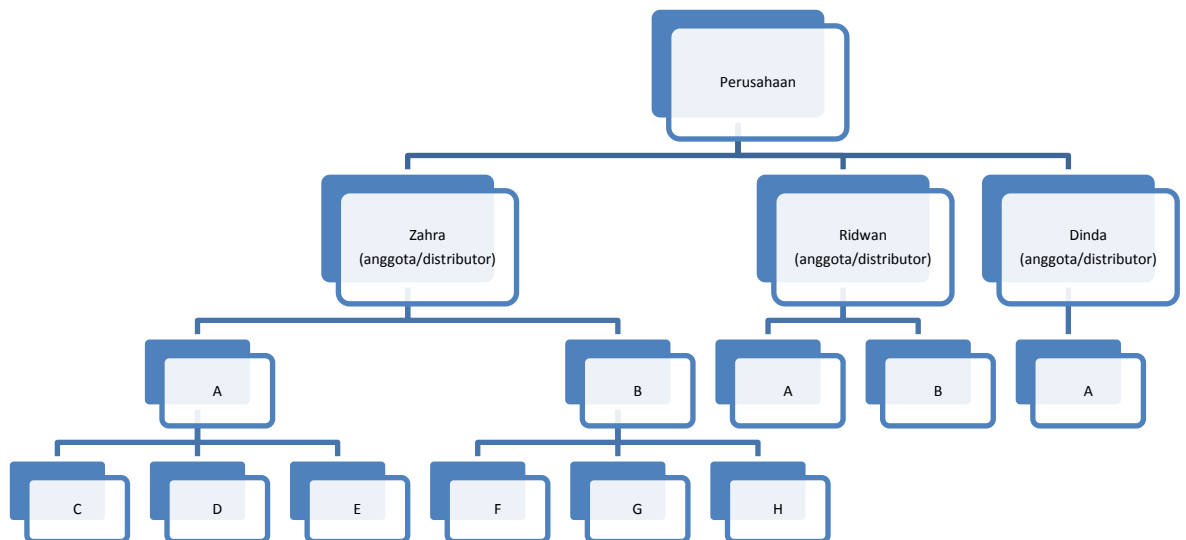 Perusahaan
Zahra
(anggota/distributor)
Ridwan
(anggota/distributor)
Dinda
(anggota/distributor)
A
B
A
B
A
C
D
E
F
G
H